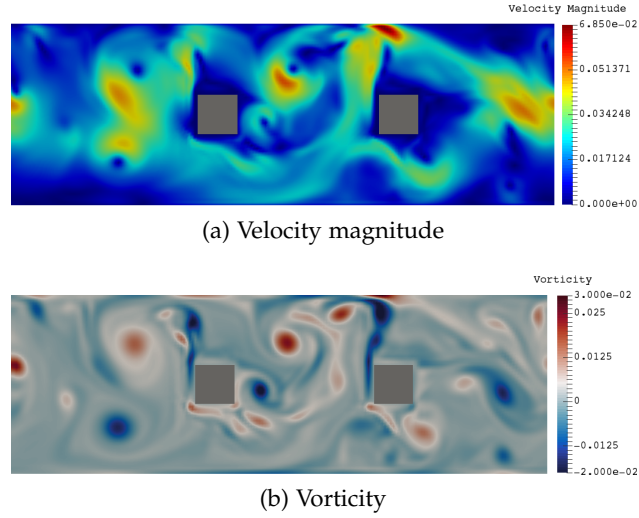 Velocity Magnitude
6.850e-02
0.051371
0.034248
0.017124
0.000e+00
(a) Velocity magnitude
Vorticity
3.000e-02
0.025
0.0125
0
-0.0125
-2.000e-02
(b) Vorticity